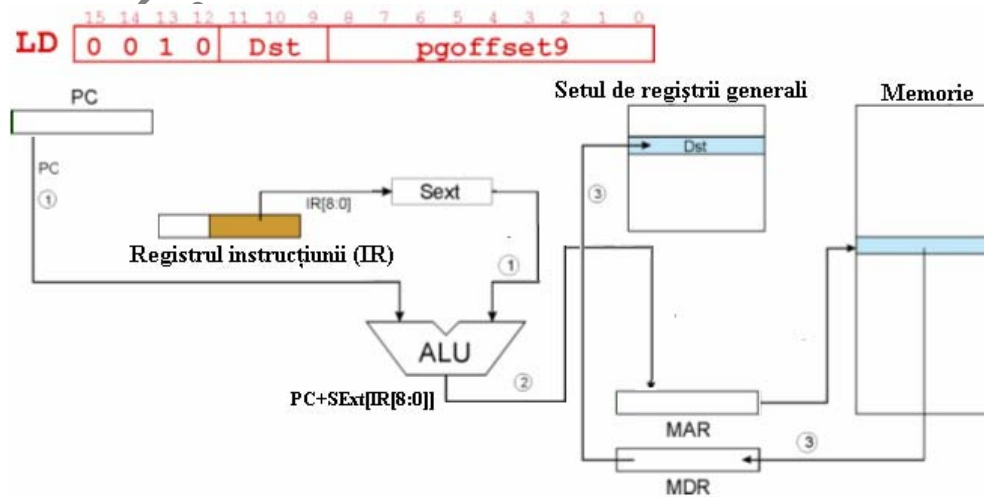 15 14 13 12 11 10 9 8 7 6 5 4 3 2 1 0
LD 0 0 1 0 Dst pgoffset9
PC
Setul de regiştrii generali
Memorie
Dst
PC
1
IR[8:0]
Sext
3
Registrul instrucțiunii (IR)
1
ALU
2
PC+SExt[IR[8:0]]
MAR
3
MDR